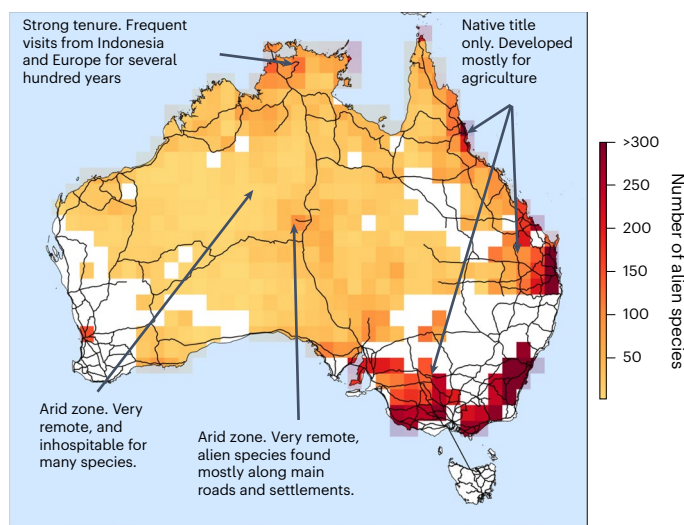 Strong tenure. Frequent
visits from Indonesia
and Europe for several
hundred years
Native title
only. Developed
mostly for
agriculture
>300
250
200
150
100
50
Number of alien species
Arid zone. Very
remote, and
inhospitable for
many species.
Arid zone. Very remote,
alien species found
mostly along main
roads and settlements.